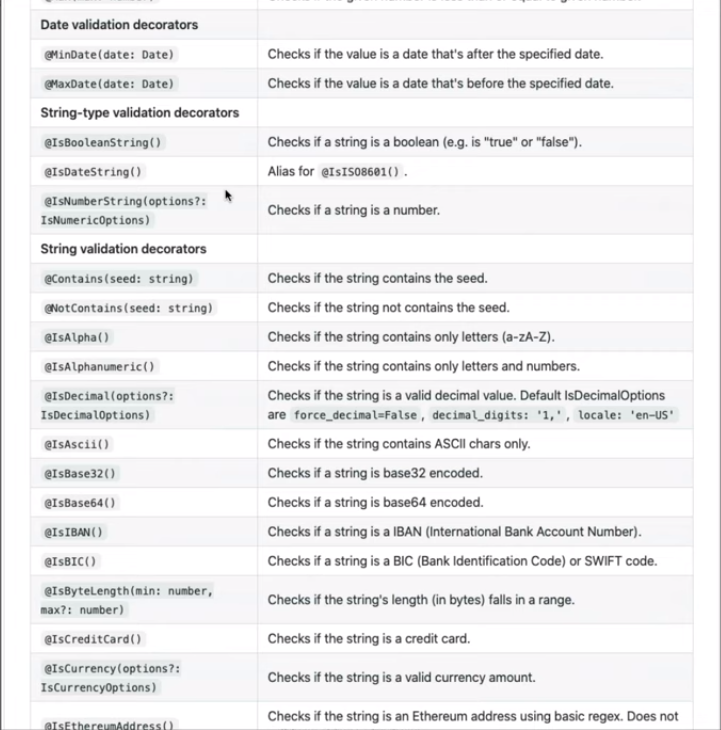 Date validation decorators
@MinDate(date: Date) Checks if the value is a date that's after the specified date.
@MaxDate(date: Date) Checks if the value is a date that's before the specified date.
String-type validation decorators
@IsBooleanString() Checks if a string is a boolean (e.g. is "true" or "false").
@IsDateString() Alias for @IsISO8601() .
@IsNumberString(options?:
IsNumericOptions) Checks if a string is a number.
String validation decorators
@Contains(seed: string) Checks if the string contains the seed.
@NotContains(seed: string) Checks if the string not contains the seed.
@IsAlpha() Checks if the string contains only letters (a-zA-Z).
@IsAlphanumeric() Checks if the string contains only letters and numbers.
@IsDecimal(options?: Checks if the string is a valid decimal value. Default IsDecimalOptions
IsDecimalOptions) are force_decimal=False , decimal_digits: '1,' , locale: 'en-US'
@IsAscii() Checks if the string contains ASCII chars only.
@IsBase32() Checks if a string is base32 encoded.
@IsBase64() Checks if a string is base64 encoded.
@IsIBAN() Checks if a string is a IBAN (International Bank Account Number).
@IsBIC() Checks if a string is a BIC (Bank Identification Code) or SWIFT code.
@IsByteLength(min: number,
max?: number) Checks if the string's length (in bytes) falls in a range.
@IsCreditCard() Checks if the string is a credit card.
@IsCurrency(options?:
IsCurrencyOptions) Checks if the string is a valid currency amount.
@IsEthereumAddress() Checks if the string is an Ethereum address using basic regex. Does not